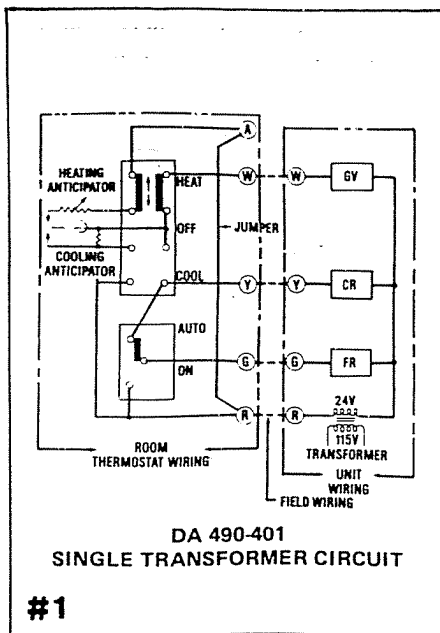 A
HEATING
ANTICIPATOR
HEAT
W
W
GV
OFF
JUMPER
COOLING
ANTICIPATOR
COOL
Y
Y
CR
AUTO
G
G
FR
ON
24V
R
R
115V
TRANSFORMER
ROOM
THERMOSTAT WIRING
UNIT
WIRING
FIELD WIRING
DA 490-401
SINGLE TRANSFORMER CIRCUIT
#1